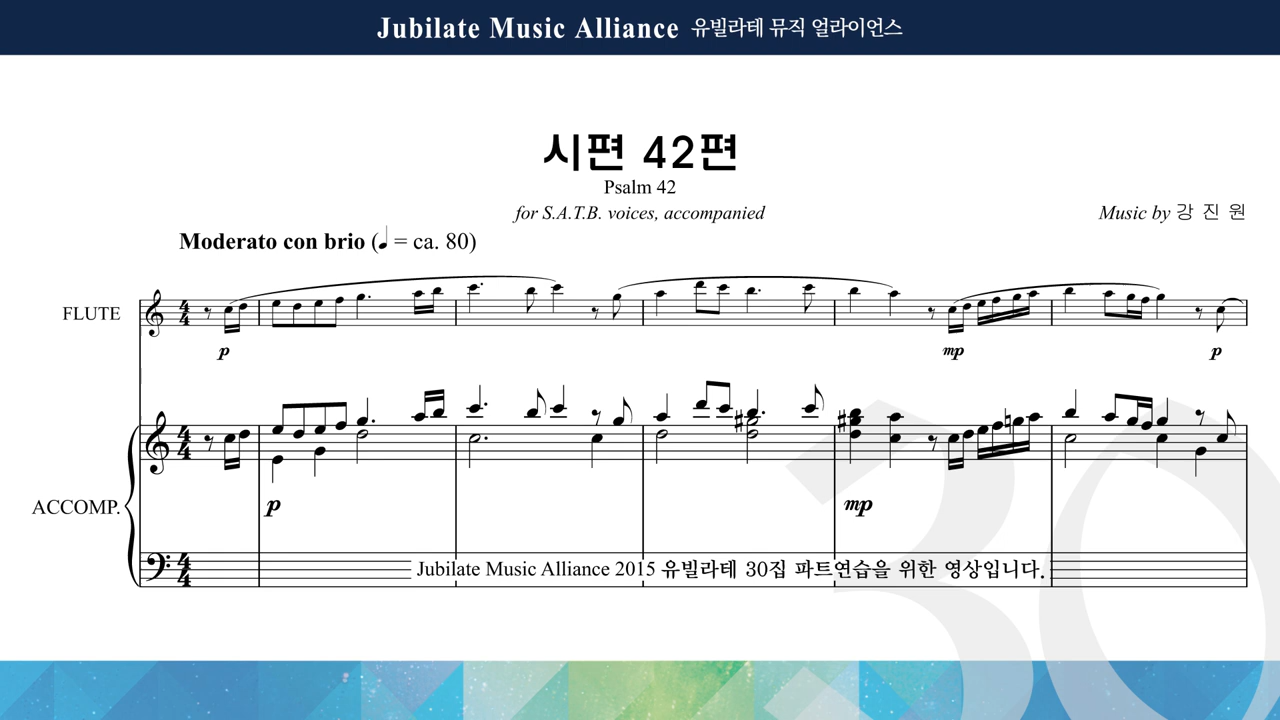 Jubilate Music Alliance 유빌라테 뮤직 얼라이언스
시편 42편
Psalm 42
for S.A.T.B. voices, accompanied
Music by 강 진 원
Moderato con brio (♩ = ca. 80)
FLUTE
p
mp
p
ACCOMP.
p
mp
Jubilate Music Alliance 2015 유빌라테 30집 파트연습을 위한 영상입니다.
30